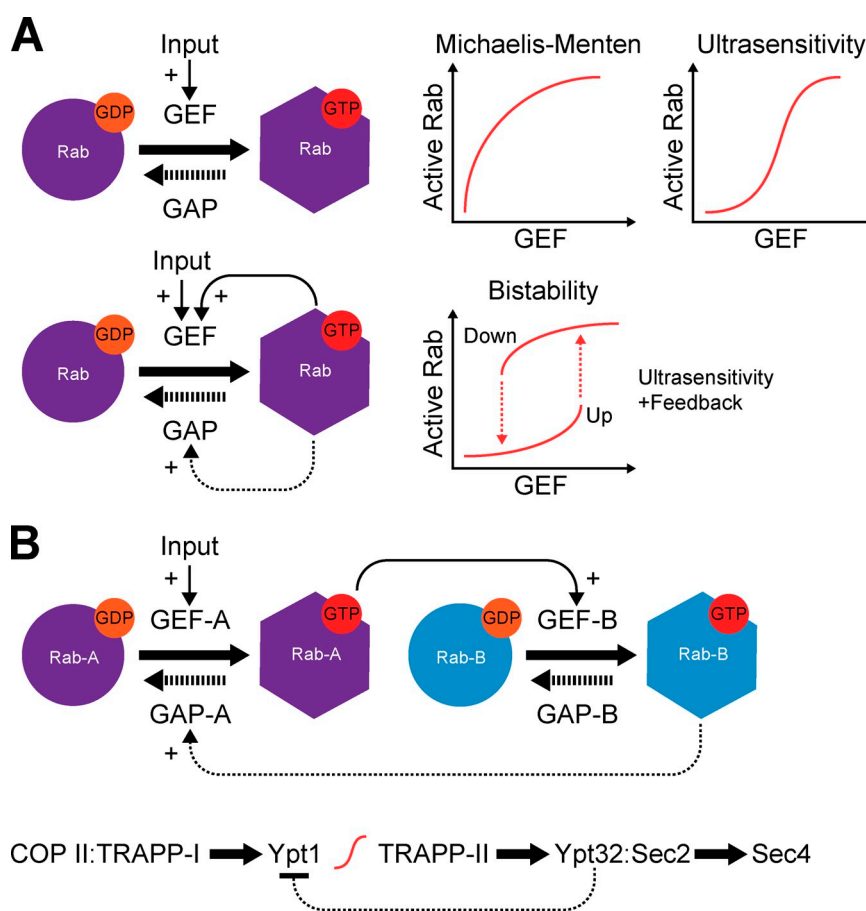 A
Input
+
GEF
GDP
Rab
GTP
Rab
GAP
Michaelis-Menten
Active Rab
GEF
Ultrasensitivity
Active Rab
GEF
Input
+
+
GEF
GDP
Rab
GTP
Rab
GAP
+
Bistability
Active Rab
Down
Up
GEF
Ultrasensitivity
+Feedback
B
Input
+
GEF-A
GDP
Rab-A
GTP
Rab-A
GAP-A
+
+
GEF-B
GDP
Rab-B
GTP
Rab-B
GAP-B
COP II:TRAPP-I Ypt1 TRAPP-II Ypt32:Sec2 Sec4